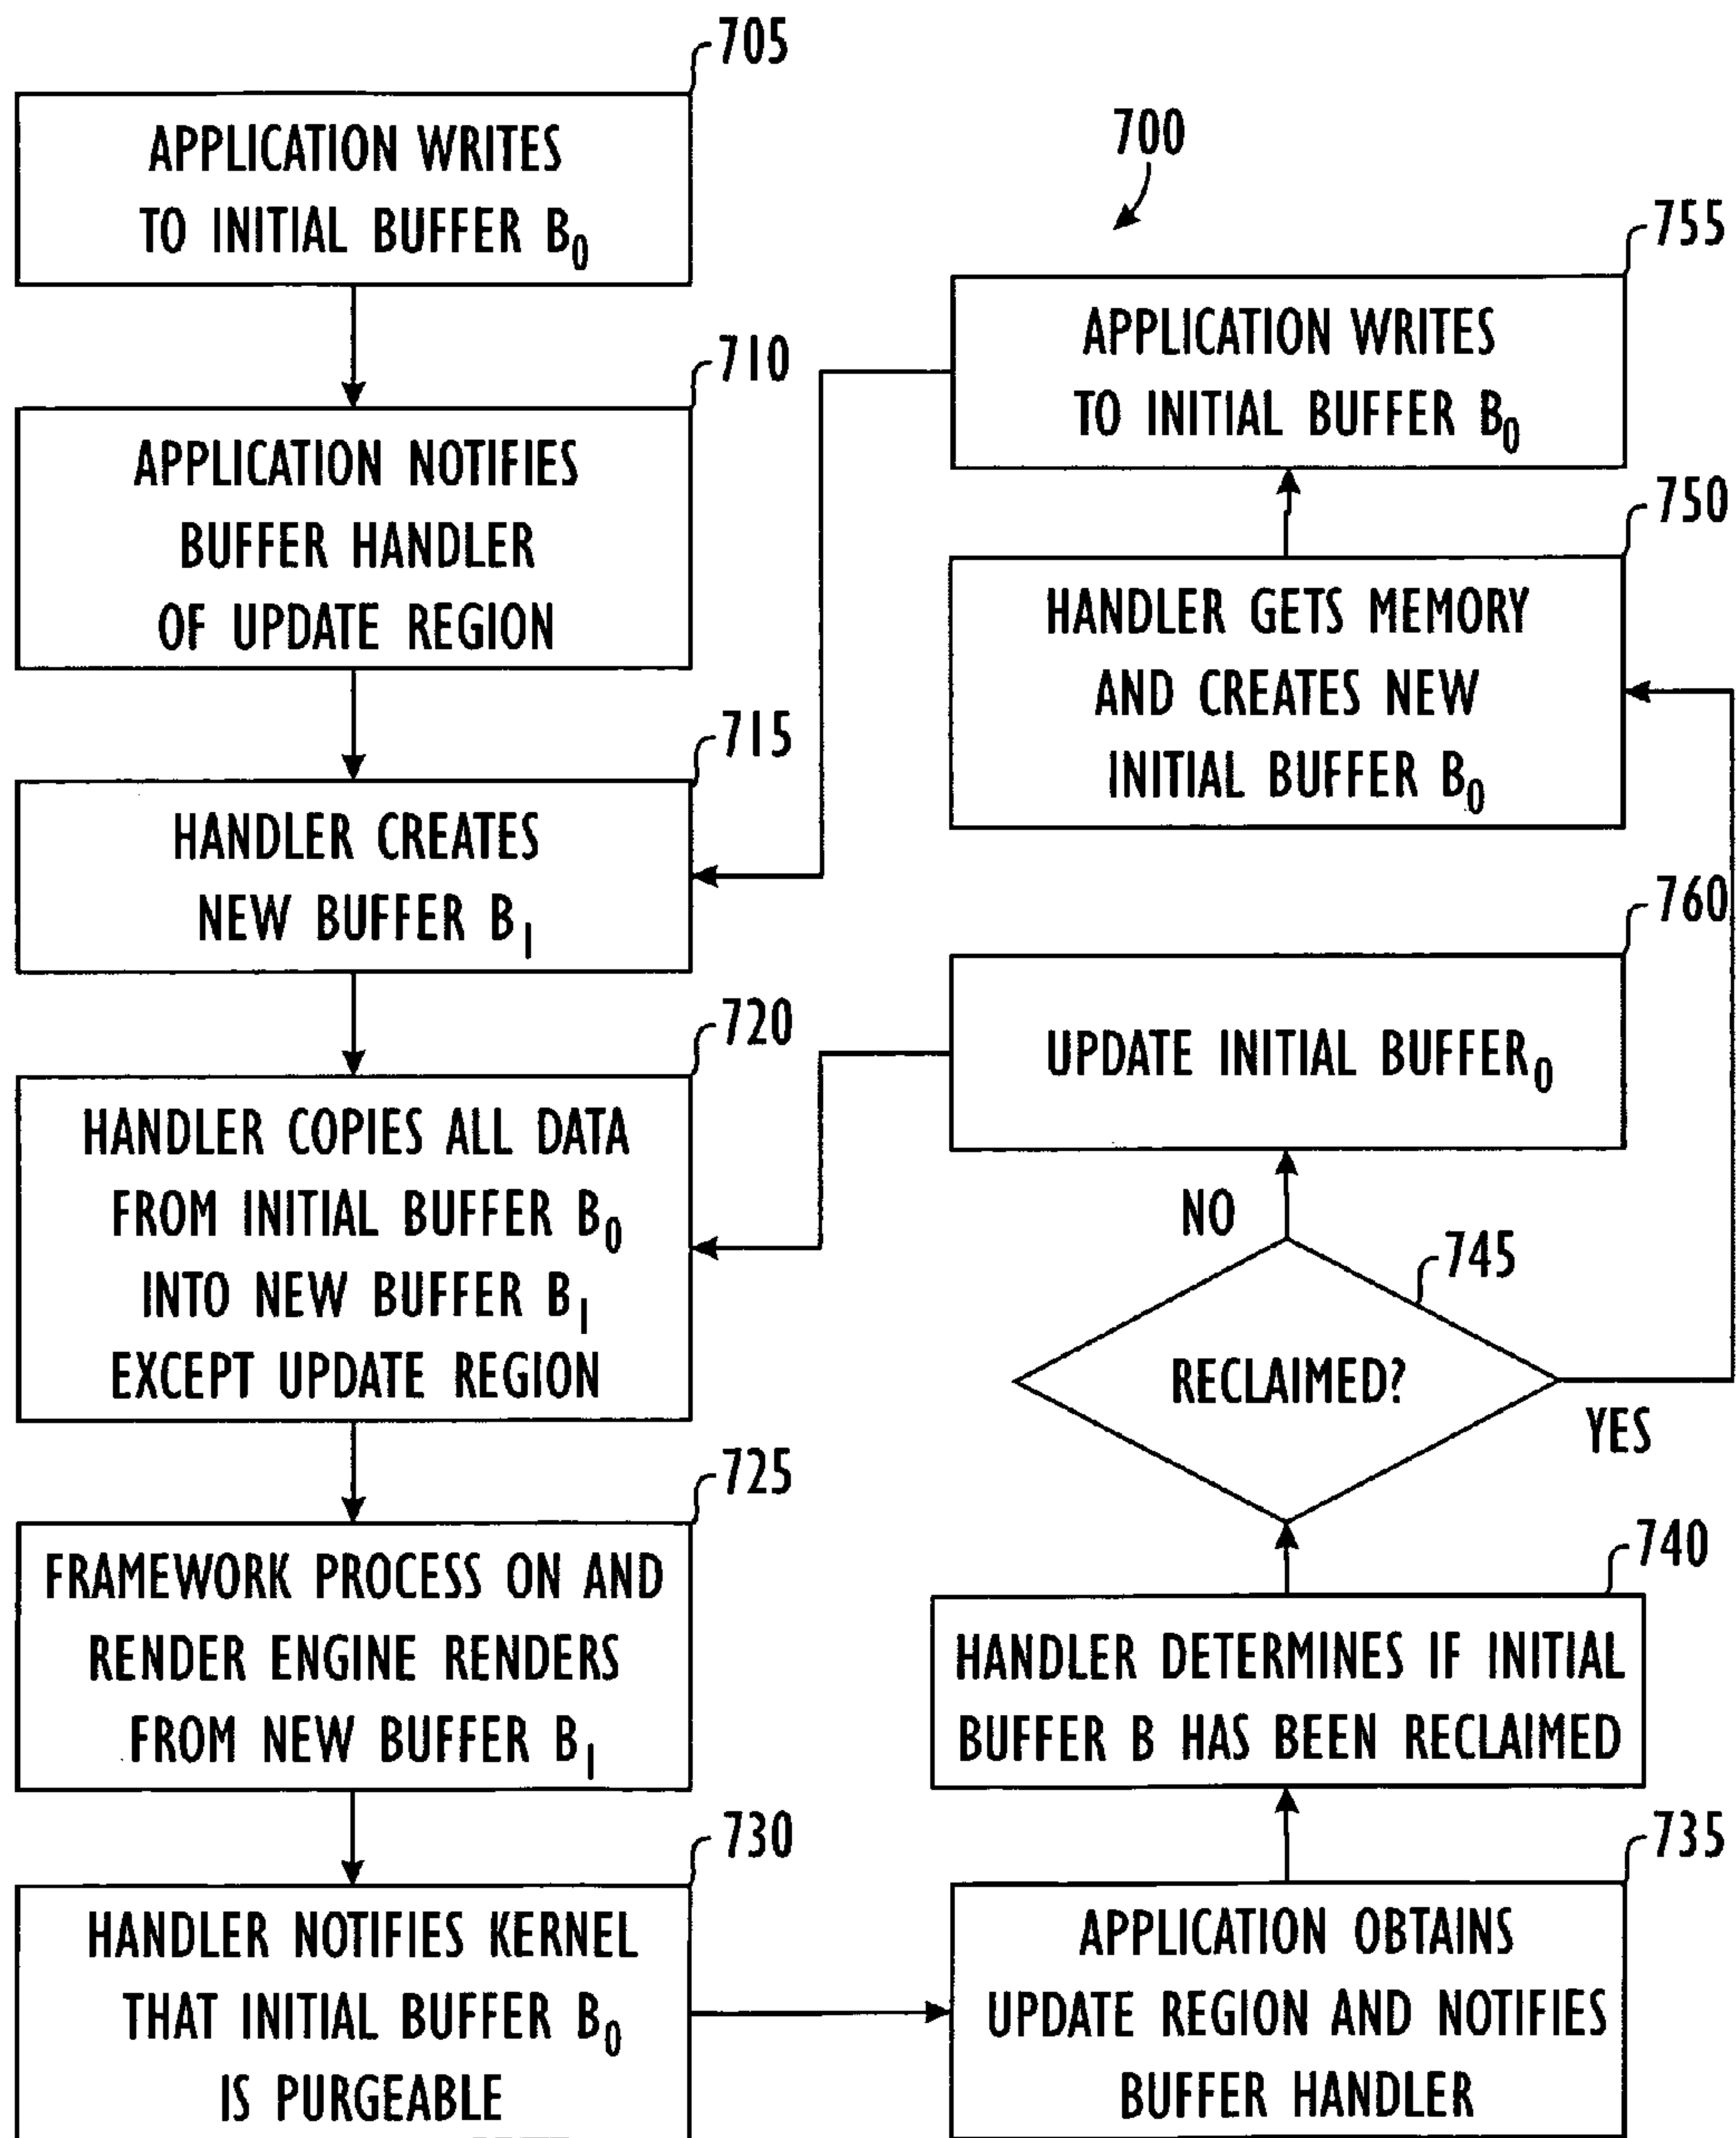 705
APPLICATION WRITES
TO INITIAL BUFFER B0
710
APPLICATION NOTIFIES
BUFFER HANDLER
OF UPDATE REGION
715
HANDLER CREATES
NEW BUFFER B1
720
HANDLER COPIES ALL DATA
FROM INITIAL BUFFER B0
INTO NEW BUFFER B1
EXCEPT UPDATE REGION
725
FRAMEWORK PROCESS ON AND
RENDER ENGINE RENDERS
FROM NEW BUFFER B1
730
HANDLER NOTIFIES KERNEL
THAT INITIAL BUFFER B0
IS PURGEABLE
700
755
APPLICATION WRITES
TO INITIAL BUFFER B0
750
HANDLER GETS MEMORY
AND CREATES NEW
INITIAL BUFFER B0
760
UPDATE INITIAL BUFFER0
NO
745
RECLAIMED?
YES
740
HANDLER DETERMINES IF INITIAL
BUFFER B HAS BEEN RECLAIMED
735
APPLICATION OBTAINS
UPDATE REGION AND NOTIFIES
BUFFER HANDLER